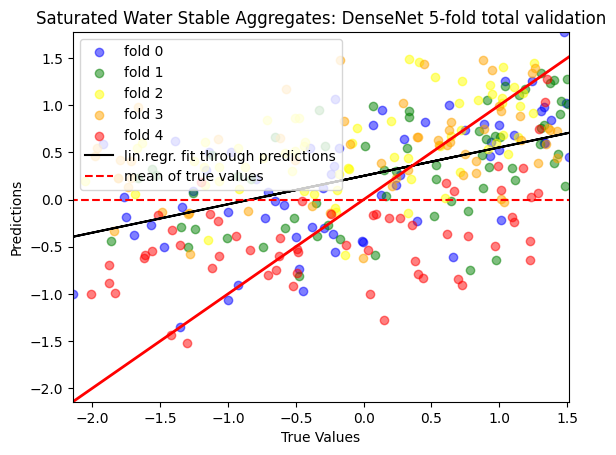 Saturated Water Stable Aggregates: DenseNet 5-fold total validation
fold 0
fold 1
fold 2
fold 3
fold 4
lin.regr. fit through predictions
mean of true values
1.5
1.0
0.5
0.0
−0.5
−1.0
−1.5
−2.0
Predictions
−2.0 −1.5 −1.0 −0.5 0.0 0.5 1.0 1.5
True Values